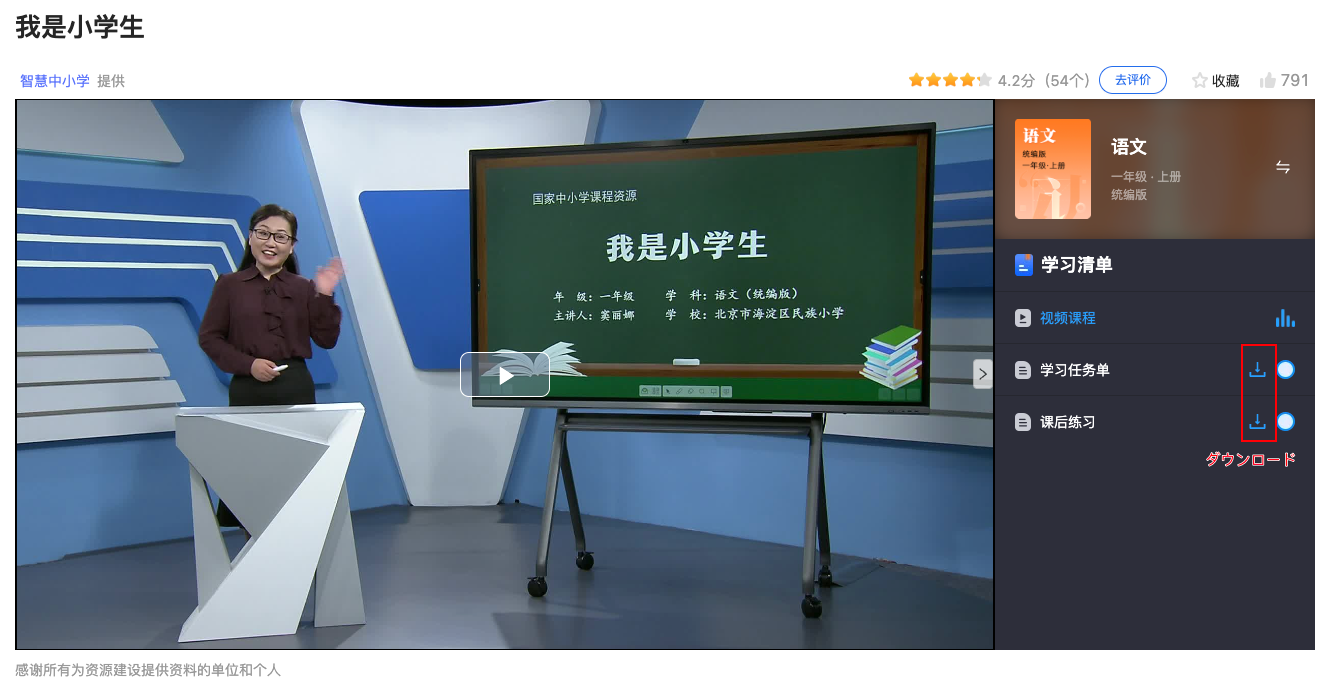 我是小学生
智慧中小学 提供
4.2分 (54个) 去评价 收藏 791
国家中小学课程资源
我是小学生
年 级：一年级 学 科：语文（统编版）
主讲人：窦丽娜 学 校：北京市海淀区民族小学
语文
统编版
一年级·上册
语文
一年级 · 上册
统编版
学习清单
视频课程
学习任务单
课后练习
ダウンロード
感谢所有为资源建设提供资料的单位和个人